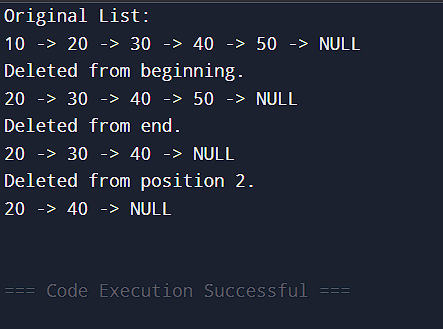 Original List:
10 -> 20 -> 30 -> 40 -> 50 -> NULL
Deleted from beginning.
20 -> 30 -> 40 -> 50 -> NULL
Deleted from end.
20 -> 30 -> 40 -> NULL
Deleted from position 2.
20 -> 40 -> NULL
=== Code Execution Successful ===